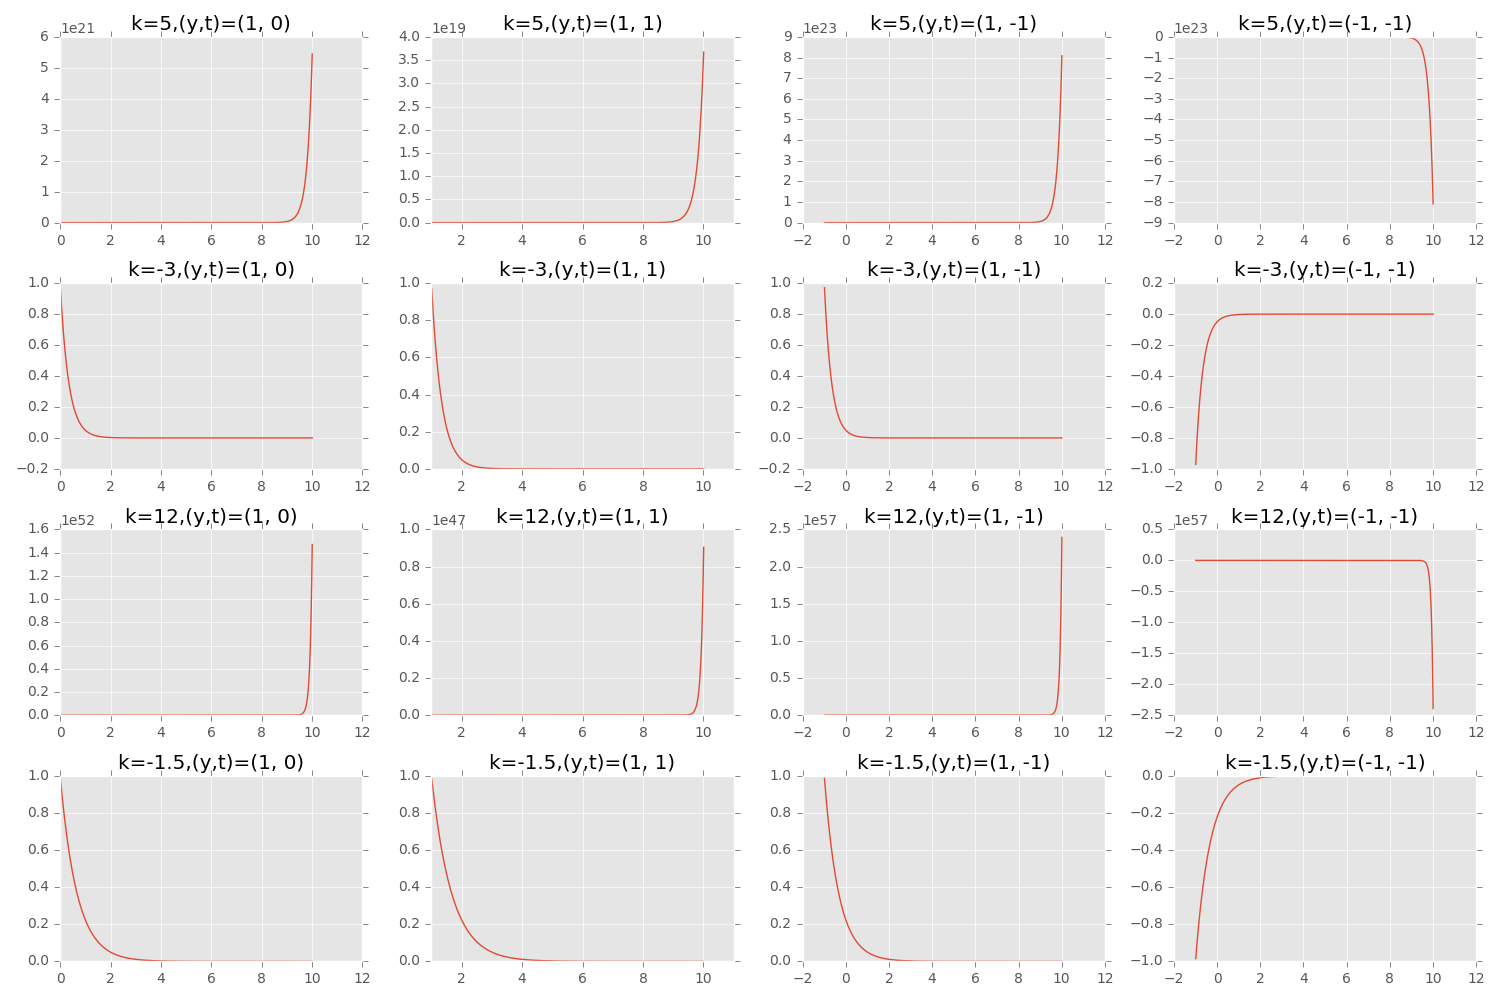 k=5,(y,t)=(1, 0)
1e21
6
5
4
3
2
1
0
0 2 4 6 8 10 12
k=5,(y,t)=(1, 1)
1e19
4.0
3.5
3.0
2.5
2.0
1.5
1.0
0.5
0.0
2 4 6 8 10
k=5,(y,t)=(1, -1)
1e23
9
8
7
6
5
4
3
2
1
0
−2 0 2 4 6 8 10 12
k=5,(y,t)=(-1, -1)
1e23
0
−1
−2
−3
−4
−5
−6
−7
−8
−9
−2 0 2 4 6 8 10 12
k=-3,(y,t)=(1, 0)
1.0
0.8
0.6
0.4
0.2
0.0
−0.2
0 2 4 6 8 10 12
k=-3,(y,t)=(1, 1)
1.0
0.8
0.6
0.4
0.2
0.0
2 4 6 8 10
k=-3,(y,t)=(1, -1)
1.0
0.8
0.6
0.4
0.2
0.0
−0.2
−2 0 2 4 6 8 10 12
k=-3,(y,t)=(-1, -1)
0.2
0.0
−0.2
−0.4
−0.6
−0.8
−1.0
−2 0 2 4 6 8 10 12
k=12,(y,t)=(1, 0)
1e52
1.6
1.4
1.2
1.0
0.8
0.6
0.4
0.2
0.0
0 2 4 6 8 10 12
k=12,(y,t)=(1, 1)
1e47
1.0
0.8
0.6
0.4
0.2
0.0
2 4 6 8 10
k=12,(y,t)=(1, -1)
1e57
2.5
2.0
1.5
1.0
0.5
0.0
−2 0 2 4 6 8 10 12
k=12,(y,t)=(-1, -1)
1e57
0.5
0.0
−0.5
−1.0
−1.5
−2.0
−2.5
−2 0 2 4 6 8 10 12
k=-1.5,(y,t)=(1, 0)
1.0
0.8
0.6
0.4
0.2
0.0
0 2 4 6 8 10 12
k=-1.5,(y,t)=(1, 1)
1.0
0.8
0.6
0.4
0.2
0.0
2 4 6 8 10
k=-1.5,(y,t)=(1, -1)
1.0
0.8
0.6
0.4
0.2
0.0
−2 0 2 4 6 8 10 12
k=-1.5,(y,t)=(-1, -1)
0.0
−0.2
−0.4
−0.6
−0.8
−1.0
−2 0 2 4 6 8 10 12